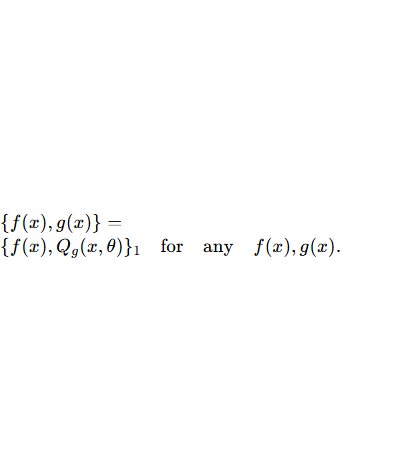 {f(x), g(x)} =
{f(x), Q_g(x, θ)}_1 for any f(x), g(x).